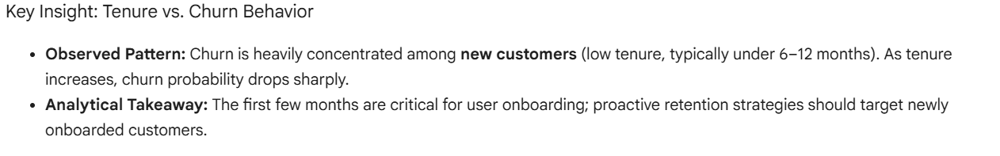 Key Insight: Tenure vs. Churn Behavior
• Observed Pattern: Churn is heavily concentrated among new customers (low tenure, typically under 6–12 months). As tenure
increases, churn probability drops sharply.
• Analytical Takeaway: The first few months are critical for user onboarding; proactive retention strategies should target newly
onboarded customers.